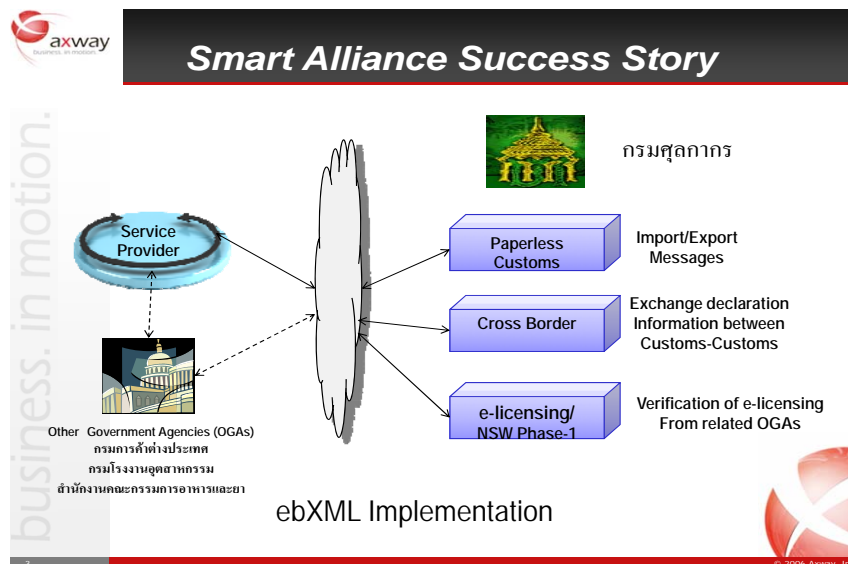 axway
business. in motion.
Smart Alliance Success Story
business. in motion.
กรมศุลกากร
Service
Provider
Paperless
Customs
Import/Export
Messages
Cross Border
Exchange declaration
Information between
Customs-Customs
e-licensing/
NSW Phase-1
Verification of e-licensing
From related OGAs
Other Government Agencies (OGAs)
กรมการค้าต่างประเทศ
กรมโรงงานอุตสาหกรรม
สำนักงานคณะกรรมการอาหารและยา
ebXML Implementation
© 2006 Axway,